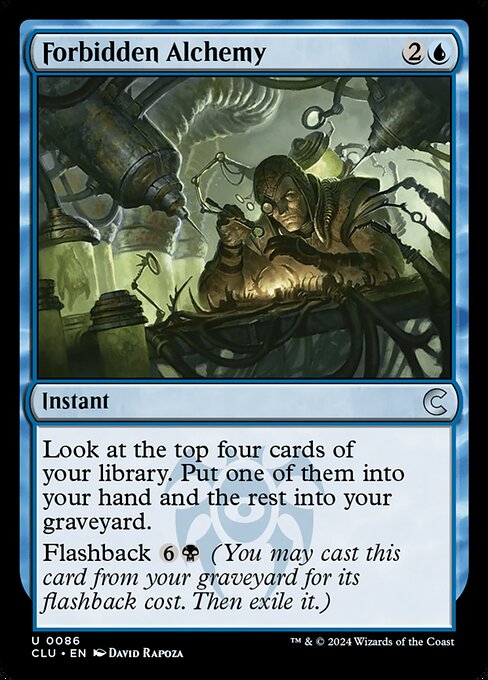 Forbidden Alchemy 2
Instant
Look at the top four cards of
your library. Put one of them into
your hand and the rest into your
graveyard.
Flashback 6 (You may cast this
card from your graveyard for its
flashback cost. Then exile it.)
U 0086
CLU • EN David Rapoza
™ & © 2024 Wizards of the Coast